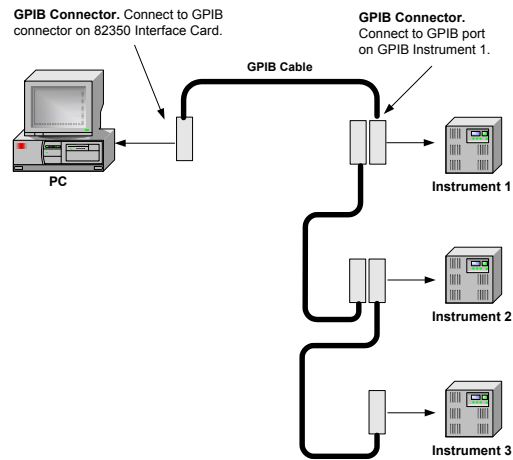 GPIB Connector. Connect to GPIB
connector on 82350 Interface Card.
GPIB Connector.
Connect to GPIB port
on GPIB Instrument 1.
GPIB Cable
PC
Instrument 1
Instrument 2
Instrument 3